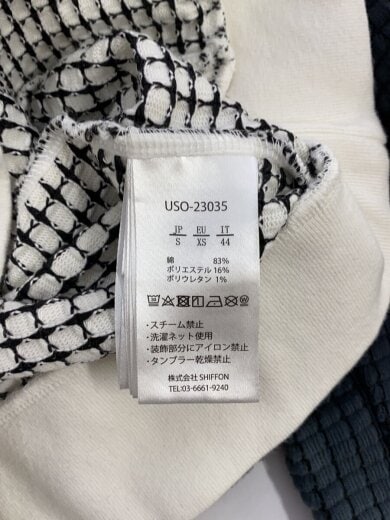 USO-23035
JP EU IT
S XS 44
綿 83%
ポリエステル 16%
ポリウレタン 1%
・スチーム禁止
・洗濯ネット使用
・装飾部分にアイロン禁止
・タンブラー乾燥禁止
株式会社 SHIFFON
TEL:03-6661-9240